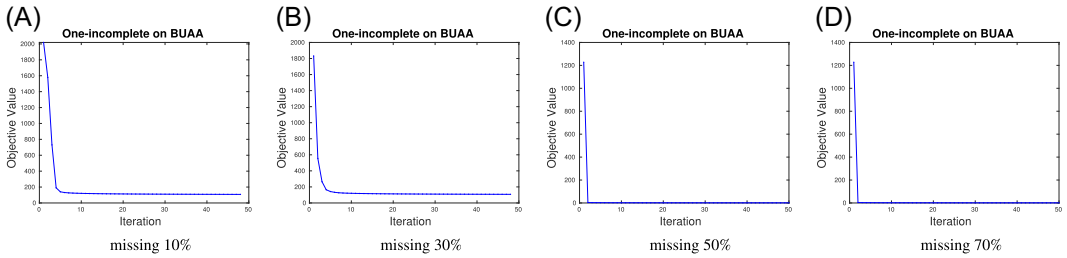 (A)
One-incomplete on BUAA
Objective Value
2000
1800
1600
1400
1200
1000
800
600
400
200
0
0 10 20 30 40 50
Iteration
missing 10%
(B)
One-incomplete on BUAA
Objective Value
2000
1800
1600
1400
1200
1000
800
600
400
200
0
0 10 20 30 40 50
Iteration
missing 30%
(C)
One-incomplete on BUAA
Objective Value
1400
1200
1000
800
600
400
200
0
0 10 20 30 40 50
Iteration
missing 50%
(D)
One-incomplete on BUAA
Objective Value
1400
1200
1000
800
600
400
200
0
0 10 20 30 40 50
Iteration
missing 70%